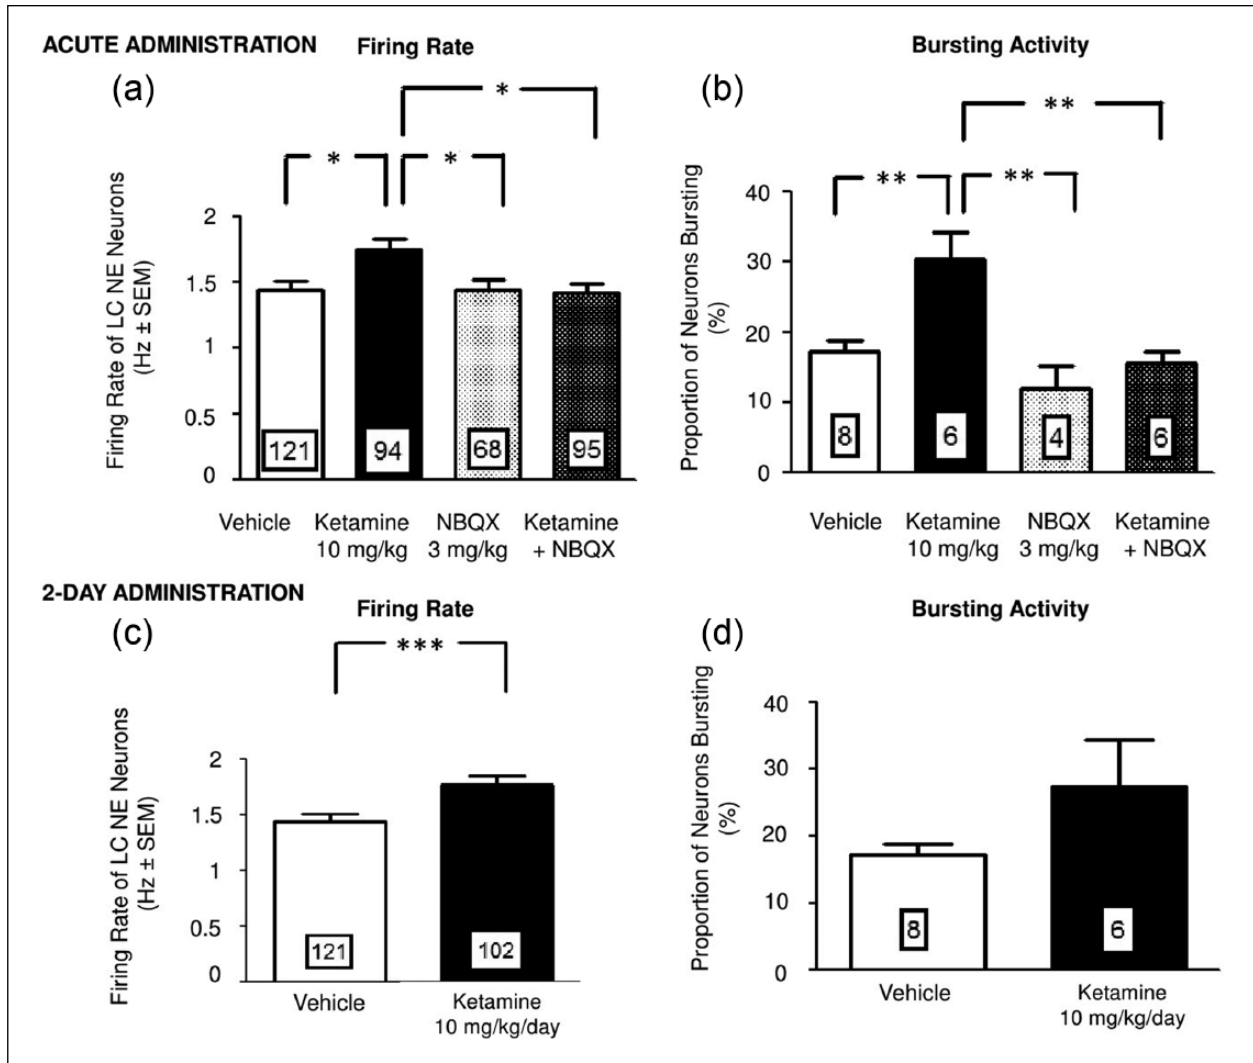 ACUTE ADMINISTRATION
Firing Rate
Bursting Activity
(a)
*
*
*
Firing Rate of LC NE Neurons
(Hz ± SEM)
2
1.5
1
0.5
0
121
94
68
95
Vehicle
Ketamine
10 mg/kg
NBQX
3 mg/kg
Ketamine
+ NBQX
(b)
**
**
**
Proportion of Neurons Bursting
(%)
40
30
20
10
0
8
6
4
6
Vehicle
Ketamine
10 mg/kg
NBQX
3 mg/kg
Ketamine
+ NBQX
2-DAY ADMINISTRATION
Firing Rate
Bursting Activity
(c)
***
Firing Rate of LC NE Neurons
(Hz ± SEM)
2
1.5
1
0.5
0
121
102
Vehicle
Ketamine
10 mg/kg/day
(d)
Proportion of Neurons Bursting
(%)
40
30
20
10
0
8
6
Vehicle
Ketamine
10 mg/kg/day